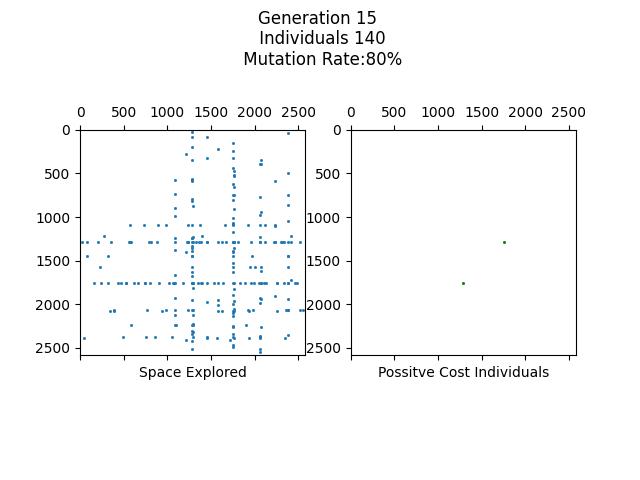 Generation 15
Individuals 140
Mutation Rate:80%
0 500 1000 1500 2000 2500
0 500 1000 1500 2000 2500
0
500
1000
1500
2000
2500
0
500
1000
1500
2000
2500
Space Explored
Possitve Cost Individuals